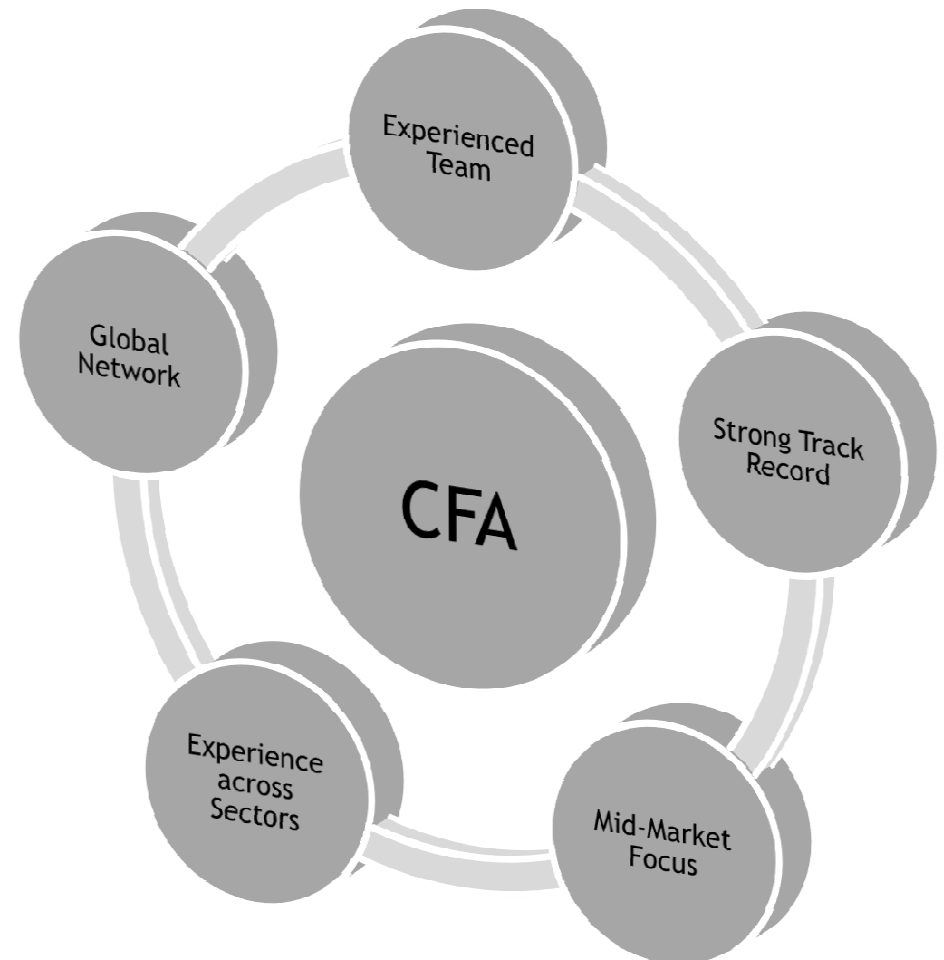 Experienced
Team
Global
Network
Strong Track
Record
CFA
Experience
across
Sectors
Mid-Market
Focus